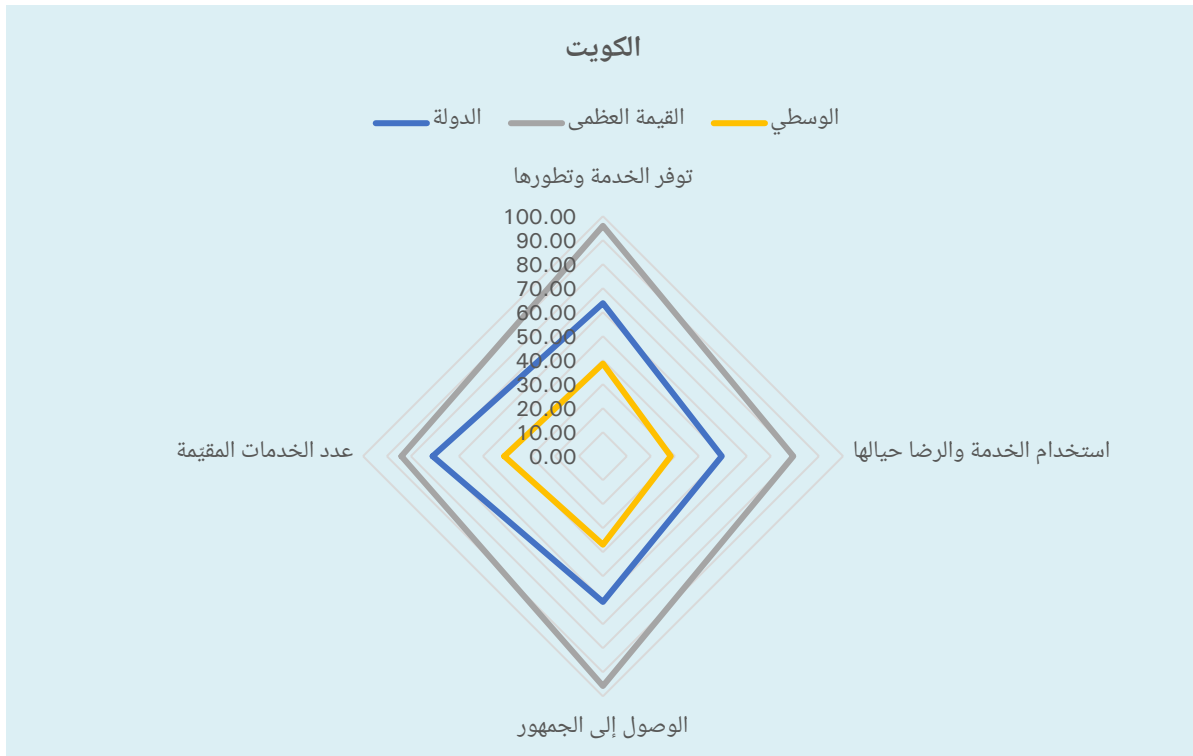 الكويت
الدولة القيمة العظمى الوسطي
توفر الخدمة وتطورها
100.00
90.00
80.00
70.00
60.00
50.00
40.00
30.00
20.00
10.00
0.00
استخدام الخدمة والرضا حيالها
عدد الخدمات المقيّمة
الوصول إلى الجمهور